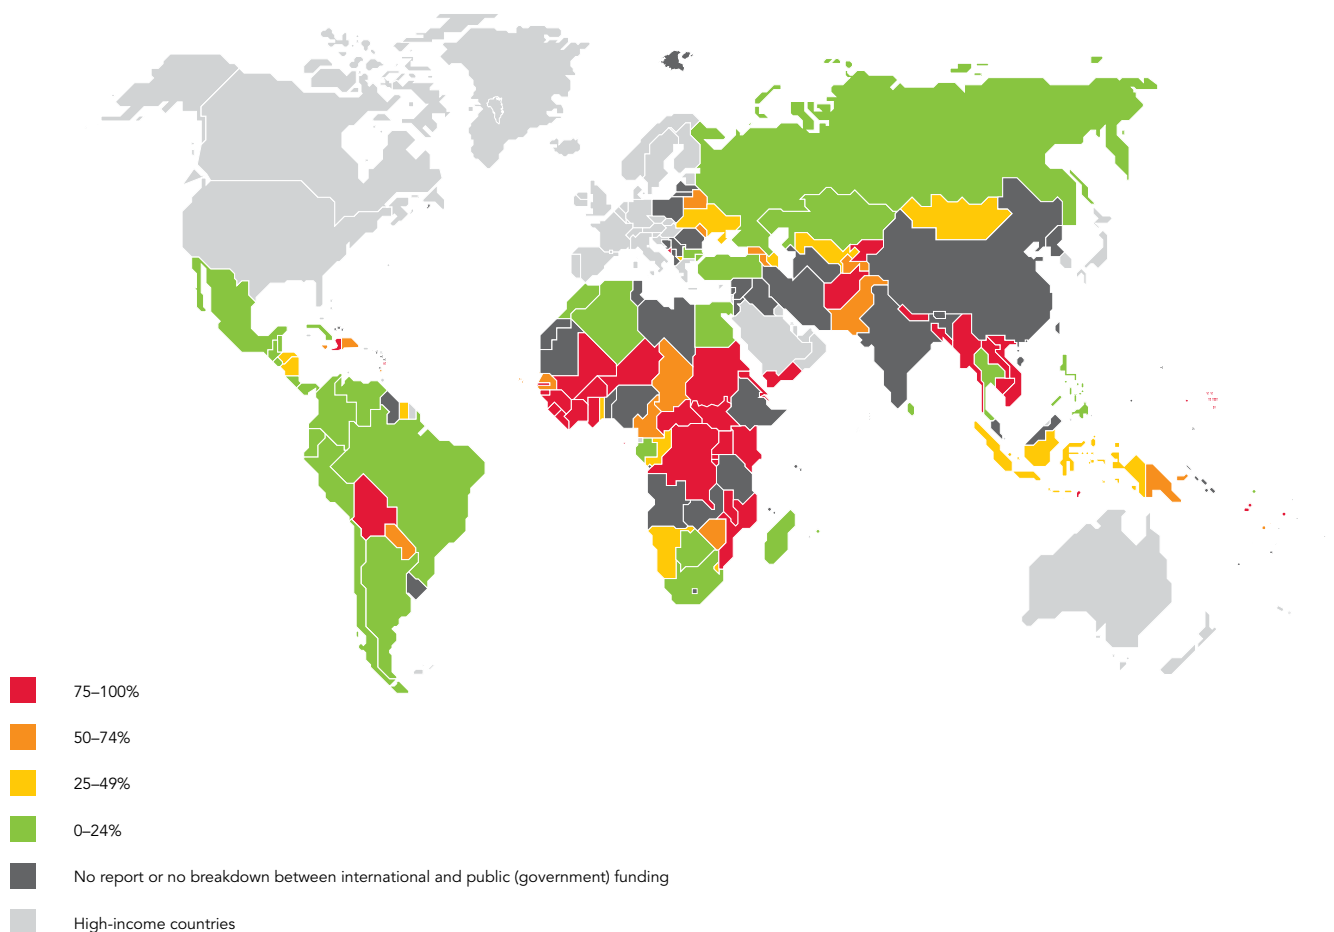 75–100%
50–74%
25–49%
0–24%
No report or no breakdown between international and public (government) funding
High-income countries